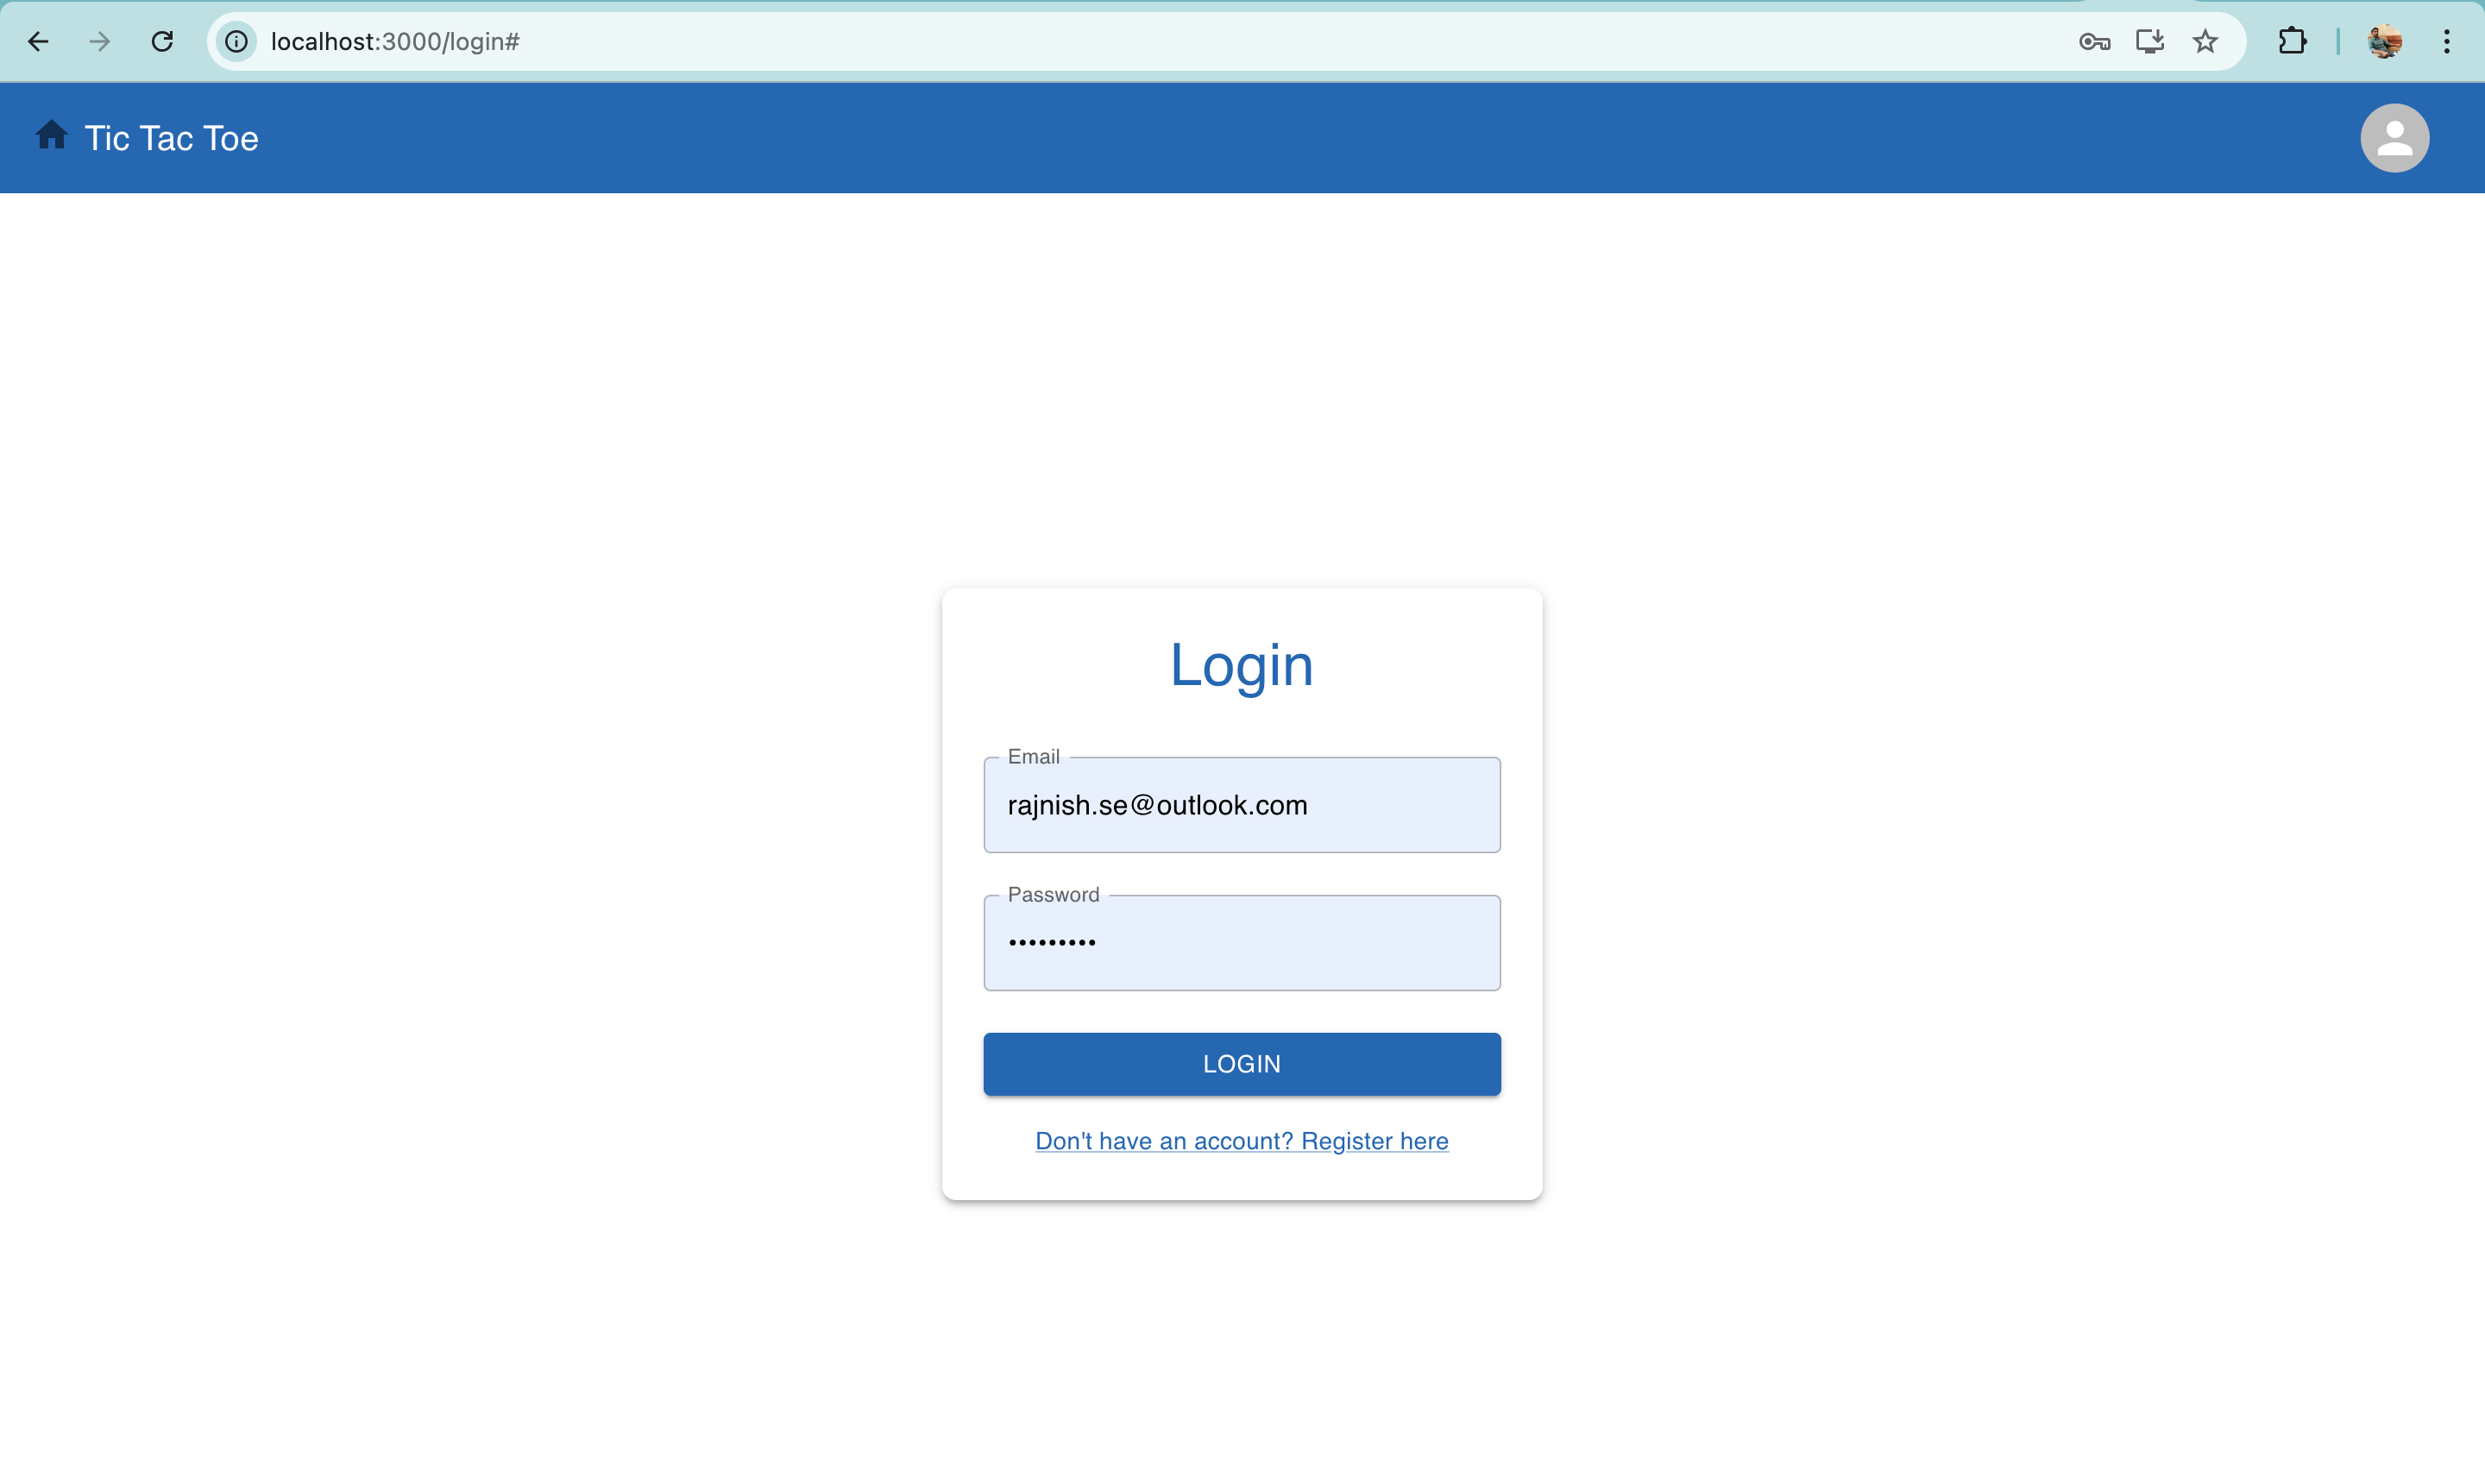 localhost:3000/login#
Tic Tac Toe
Login
Email
rajnish.se@outlook.com
Password
•••••••••
LOGIN
Don't have an account? Register here